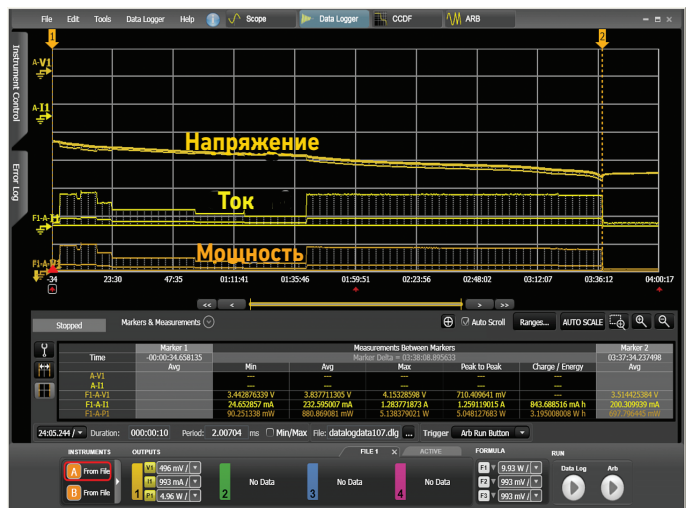 File Edit Tools Data Logger Help Scope Data Logger CCDF ARB
Instrument Control
Error Log
1 2
A-V1
A-I1
Напряжение
Ток
F1-A-I1
Мощность
-34 23:30 47:35 01:11:41 01:35:46 01:59:51 02:23:56 02:48:02 03:12:07 03:36:12 04:00:17
<< < > >>
Stopped Markers & Measurements Auto Scroll Ranges... AUTO SCALE
Marker 1 Measurements Between Markers Marker 2
Time -00:00:34.658135 Marker Delta = 03:38:08.895633 03:37:34.237498
Avg Min Avg Max Peak to Peak Charge / Energy Avg
A-V1 --- ---
A-I1 --- ---
F1-A-V1 3.442876339 V 3.837711305 V 4.15328598 V 710.409641 mV 3.514425384 V
F1-A-I1 24.652857 mA 232.595007 mA 1.283771873 A 1.259119015 A 843.688516 mA h 200.309939 mA
F1-A-P1 90.251338 mW 880.869081 mW 5.138379021 W 5.048127683 W 3.195008008 W h 697.796445 mW
24:05.244 / Duration: 000:00:10 Period: 2.00704 ms Min/Max File: datalogdata107.dlg ... Trigger Arb Run Button
INSTRUMENTS OUTPUTS FILE 1 X ACTIVE FORMULA RUN
A From File V1 496 mV / F1 9.93 W / Data Log Arb
I1 993 mA / No Data No Data No Data F2 993 mV /
B From File 1 P1 4.96 W / 2 3 4 F3 993 mV /